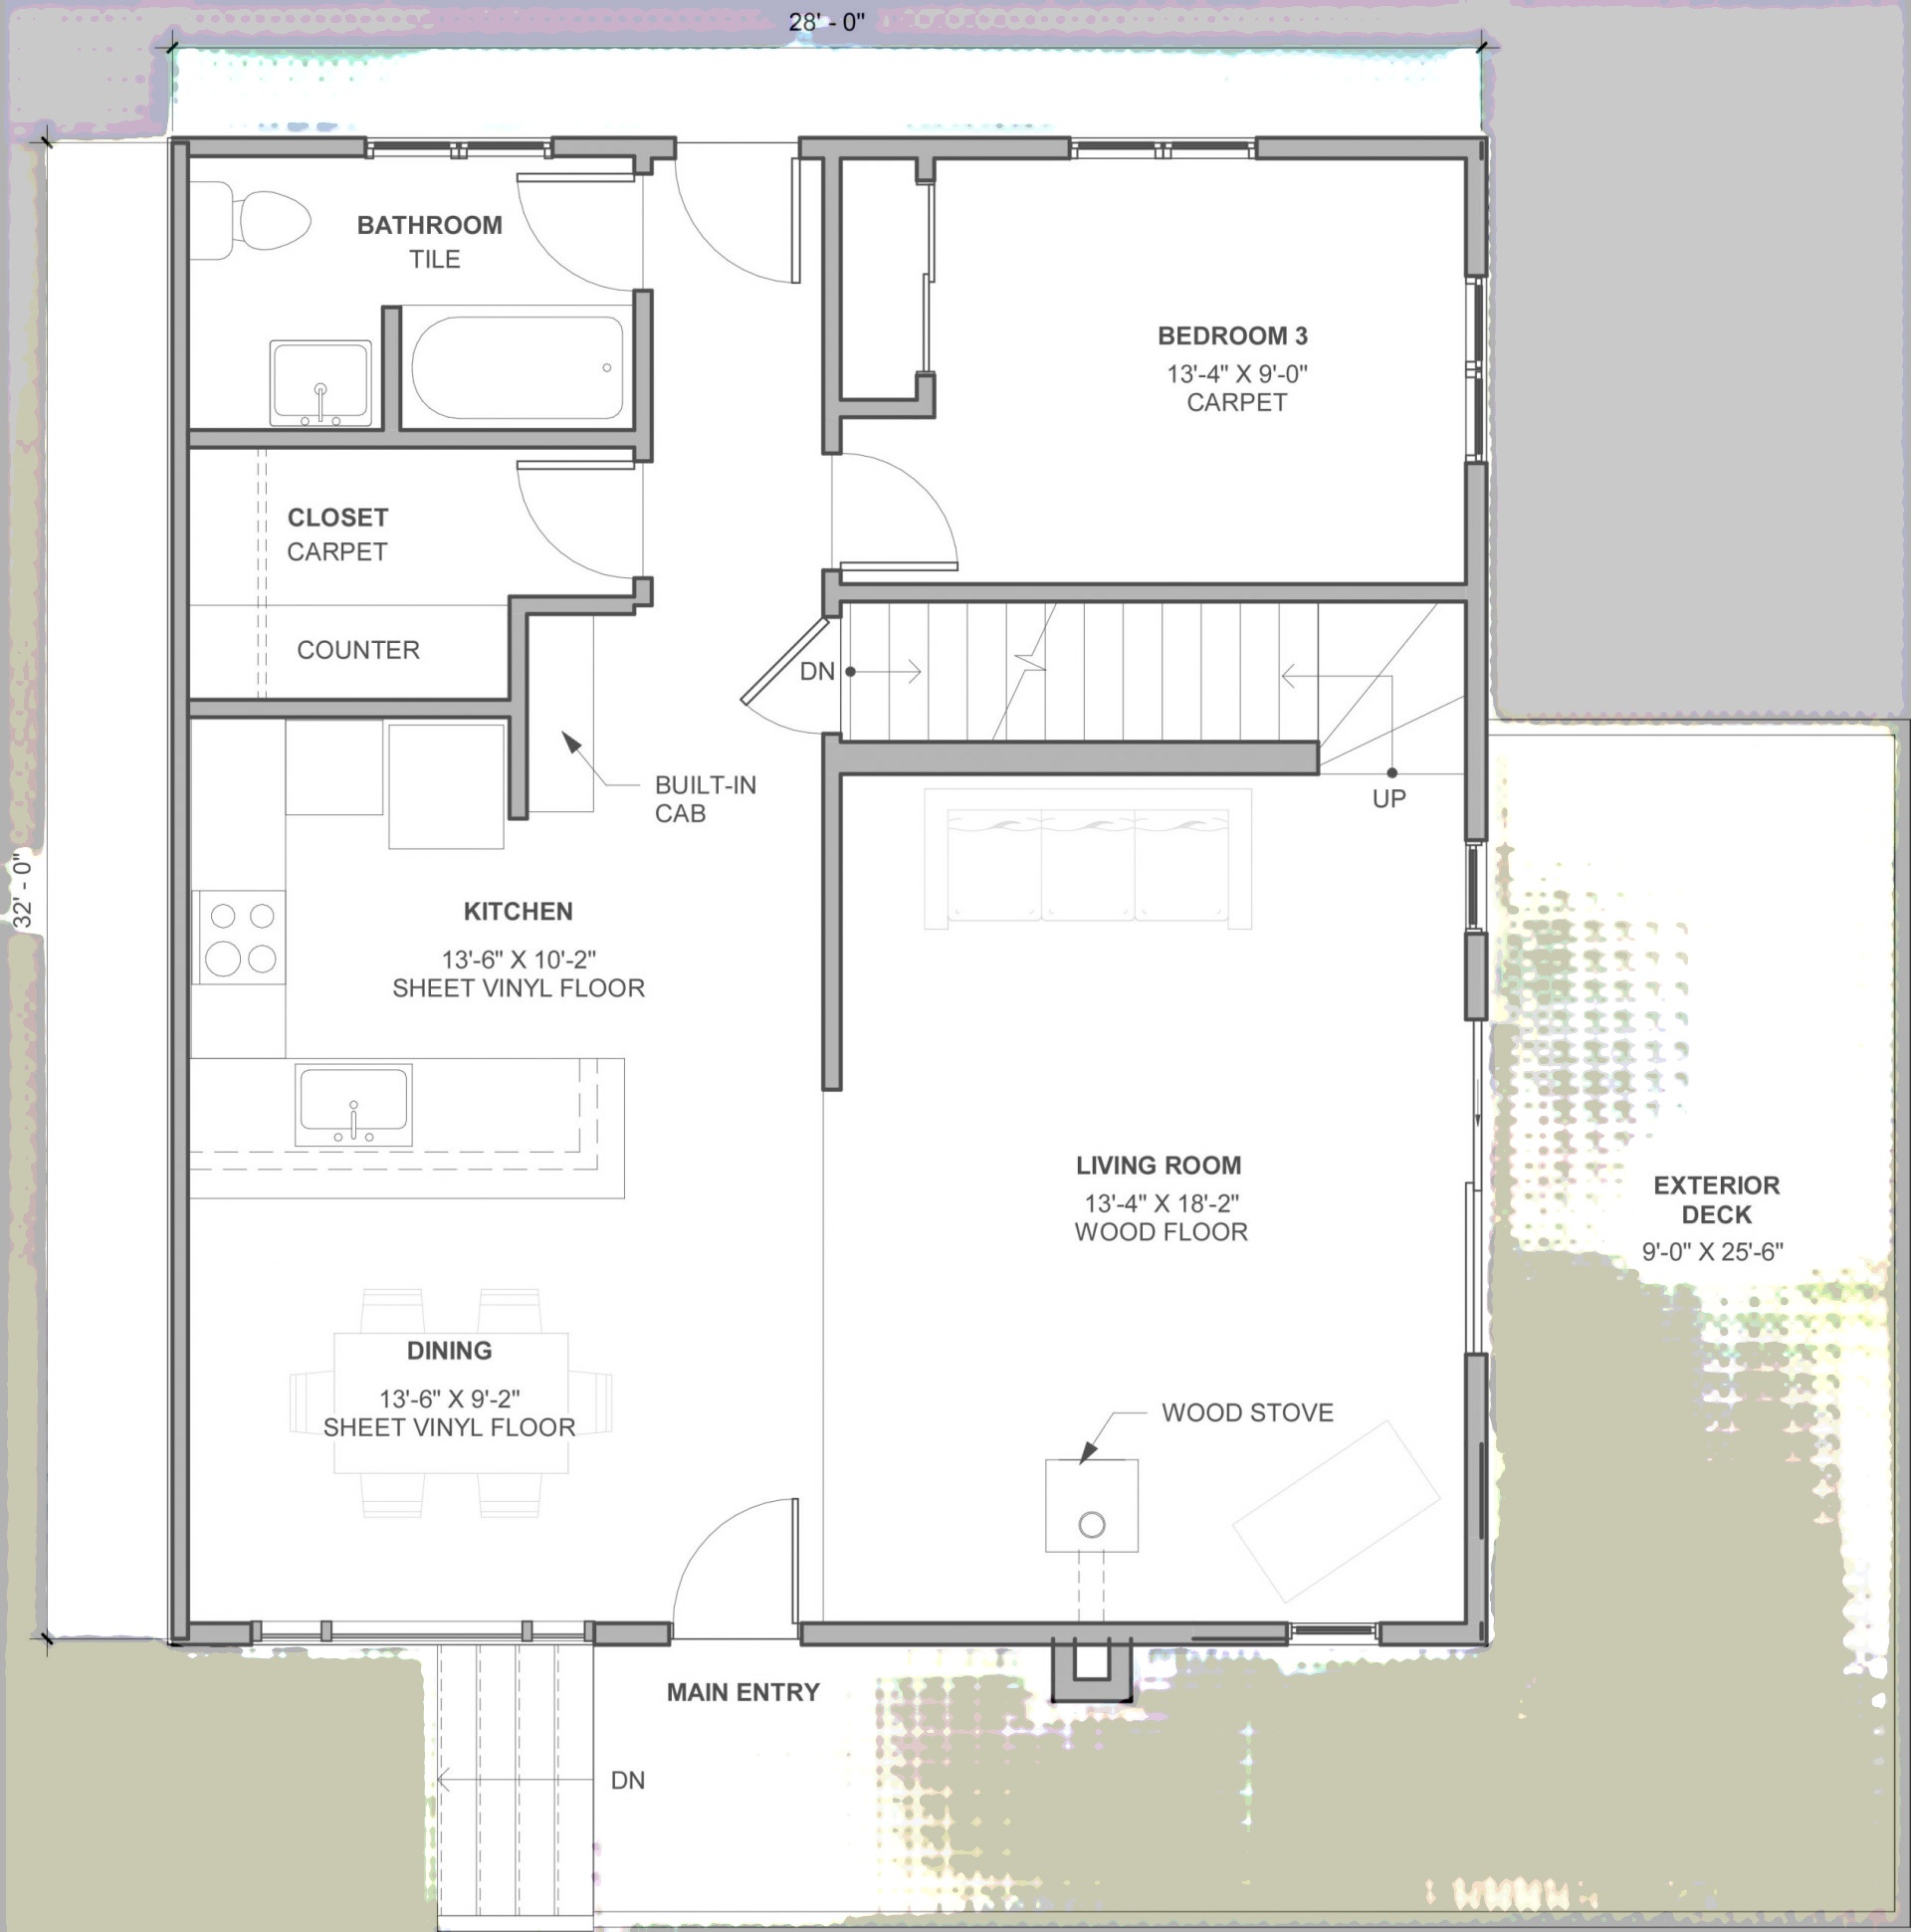 28' - 0"
BATHROOM
TILE
BEDROOM 3
13'-4" X 9'-0"
CARPET
CLOSET
CARPET
COUNTER
DN
BUILT-IN
CAB
UP
32' - 0"
KITCHEN
13'-6" X 10'-2"
SHEET VINYL FLOOR
LIVING ROOM
13'-4" X 18'-2"
WOOD FLOOR
EXTERIOR
DECK
9'-0" X 25'-6"
DINING
13'-6" X 9'-2"
SHEET VINYL FLOOR
WOOD STOVE
MAIN ENTRY
DN